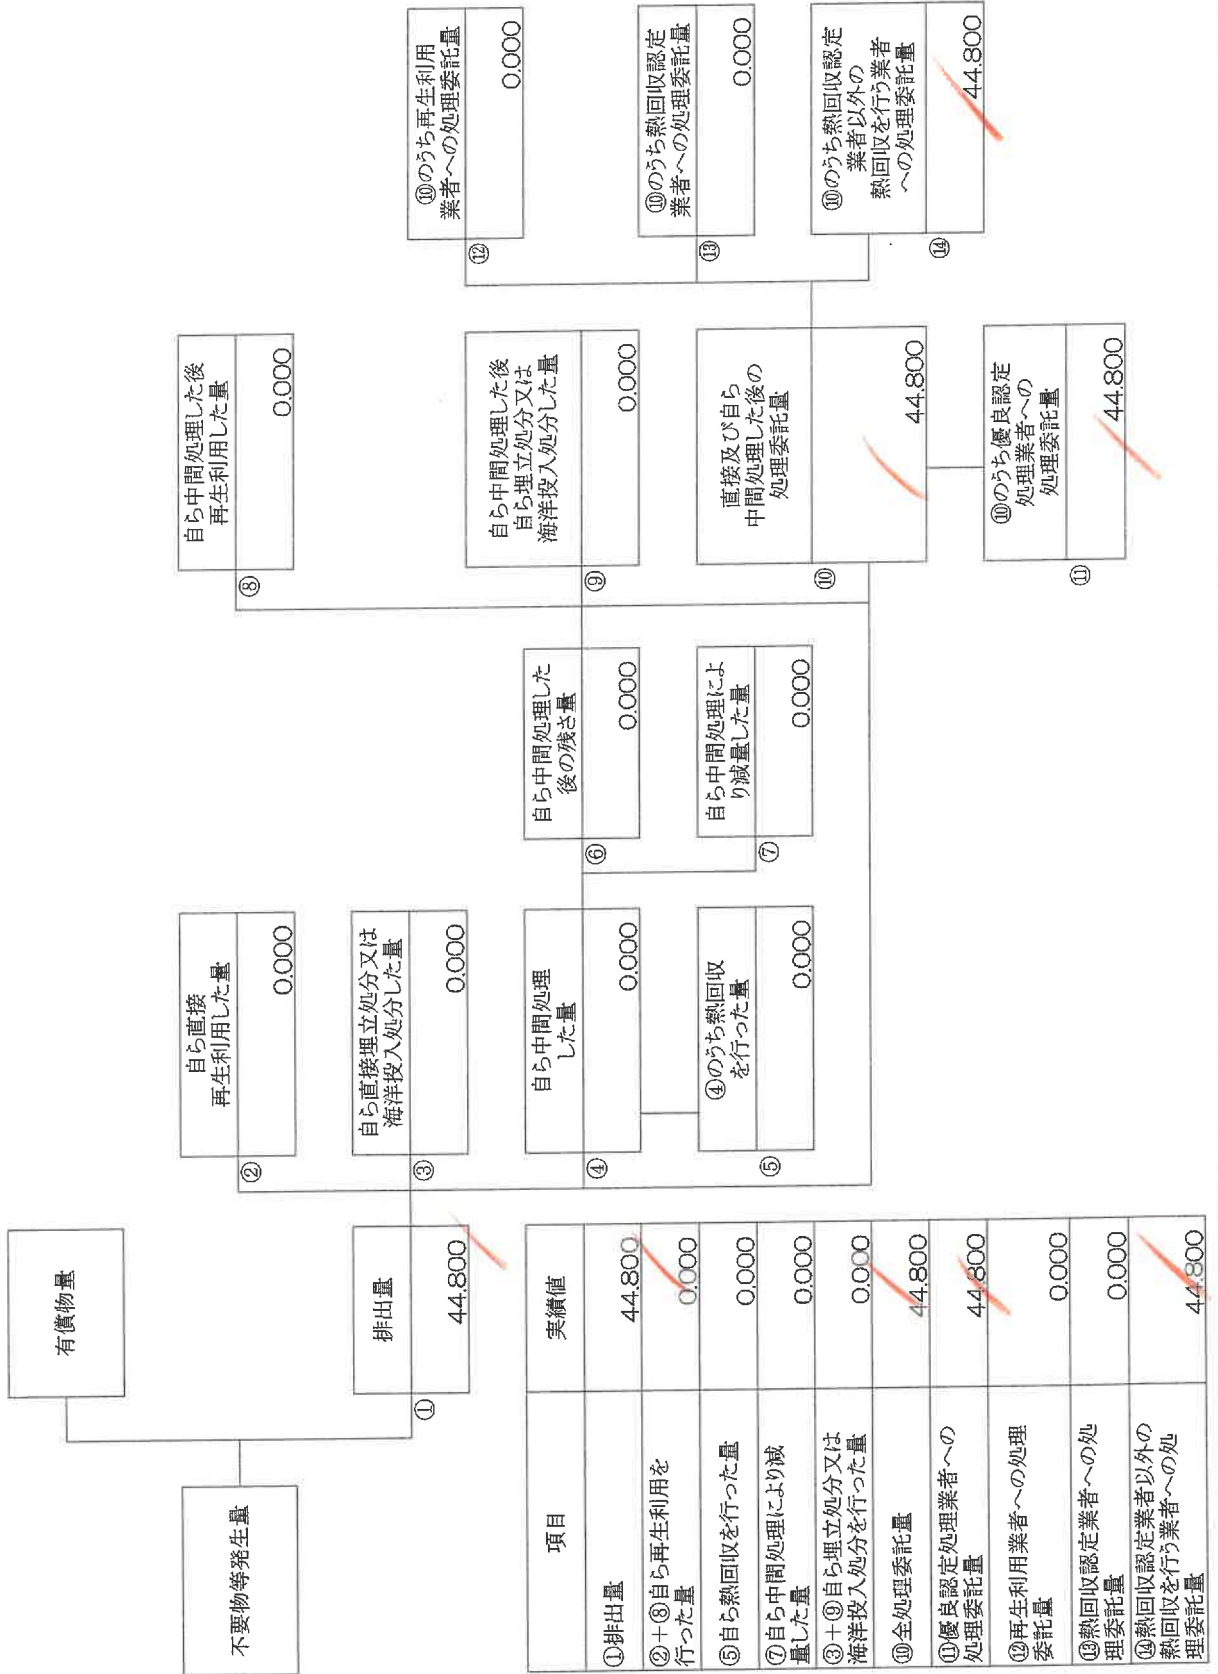 不要物等発生量
有償物量
①
排出量
44.800
②
自ら直接
再生利用した量
0.000
③
自ら直接埋立処分又は
海洋投入処分した量
0.000
④
自ら中間処理
した量
0.000
⑤
④のうち熱回収
を行った量
0.000
⑥
自ら中間処理した
後の残さ量
0.000
⑦
自ら中間処理によ
り減量した量
0.000
⑧
自ら中間処理した後
再生利用した量
0.000
⑨
自ら中間処理した後
自ら埋立処分又は
海洋投入処分した量
0.000
⑩
直接及び自ら
中間処理した後の
処理委託量
44.800
⑪
⑩のうち優良認定
処理業者への
処理委託量
44.800
⑫
⑩のうち再生利用
業者への処理委託量
0.000
⑬
⑩のうち熱回収認定
業者への処理委託量
0.000
⑭
⑩のうち熱回収認定
業者以外の
熱回収を行う業者
への処理委託量
44.800
項目 実績値
①排出量 44.800
②+⑧自ら再生利用を
行った量 0.000
⑤自ら熱回収を行った量 0.000
⑦自ら中間処理により減
量した量 0.000
③+⑨自ら埋立処分又は
海洋投入処分を行った量 0.000
⑩全処理委託量 44.800
⑪優良認定処理業者への
処理委託量 44.800
⑫再生利用業者への処理
委託量 0.000
⑬熱回収認定業者への処
理委託量 0.000
⑭熱回収認定業者以外の
熱回収を行う業者への処
理委託量 44.800